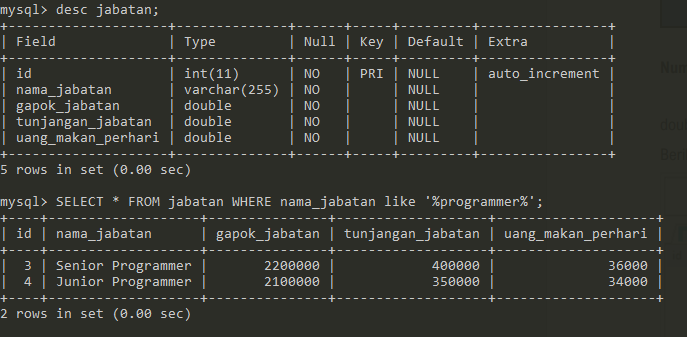 mysql> desc jabatan;
+---------------------+--------------+------+-----+---------+----------------+
| Field               | Type         | Null | Key | Default | Extra          |
+---------------------+--------------+------+-----+---------+----------------+
| id                  | int(11)      | NO   | PRI | NULL    | auto_increment |
| nama_jabatan        | varchar(255) | NO   |     | NULL    |                |
| gapok_jabatan       | double       | NO   |     | NULL    |                |
| tunjangan_jabatan   | double       | NO   |     | NULL    |                |
| uang_makan_perhari  | double       | NO   |     | NULL    |                |
+---------------------+--------------+------+-----+---------+----------------+
5 rows in set (0.00 sec)
mysql> SELECT * FROM jabatan WHERE nama_jabatan like '%programmer%';
+----+-------------------+---------------+-------------------+--------------------+
| id | nama_jabatan      | gapok_jabatan | tunjangan_jabatan | uang_makan_perhari |
+----+-------------------+---------------+-------------------+--------------------+
|  3 | Senior Programmer |       2200000 |            400000 |              36000 |
|  4 | Junior Programmer |       2100000 |            350000 |              34000 |
+----+-------------------+---------------+-------------------+--------------------+
2 rows in set (0.00 sec)